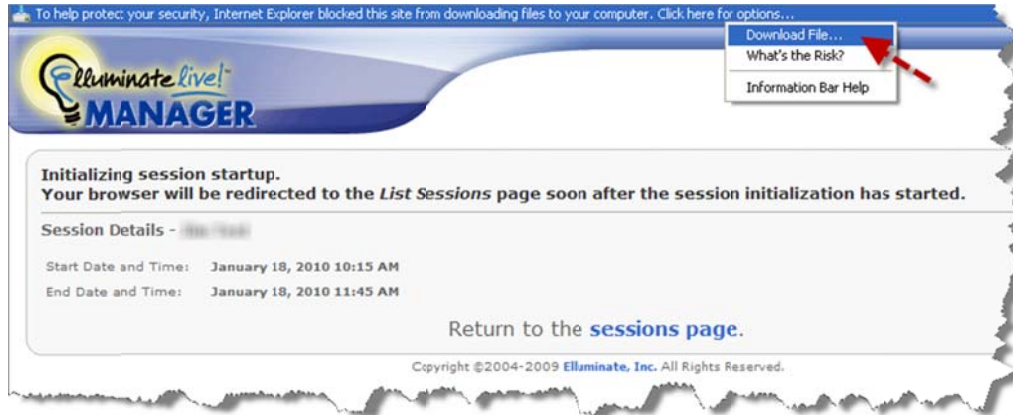 To help protect your security, Internet Explorer blocked this site from downloading files to your computer. Click here for options...
Download File...
What's the Risk?
Information Bar Help
Elluminate Live!™
MANAGER
Initializing session startup.
Your browser will be redirected to the List Sessions page soon after the session initialization has started.
Session Details -
Start Date and Time: January 18, 2010 10:15 AM
End Date and Time: January 18, 2010 11:45 AM
Return to the sessions page.
Copyright ©2004-2009 Elluminate, Inc. All Rights Reserved.